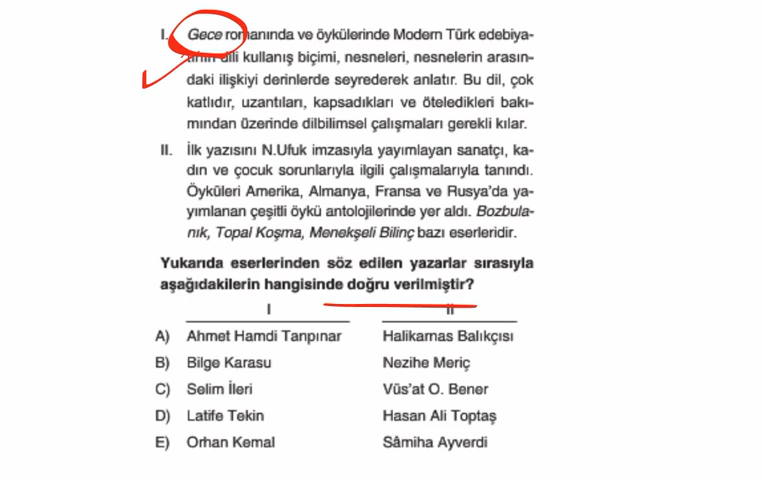 I. Gece romanında ve öykülerinde Modern Türk edebiya-
tının dili kullanış biçimi, nesneleri, nesnelerin arasın-
daki ilişkiyi derinlerde seyrederek anlatır. Bu dil, çok
katlıdır, uzantıları, kapsadıkları ve öteledikleri bakı-
mından üzerinde dilbilimsel çalışmaları gerekli kılar.
II. İlk yazısını N.Ufuk imzasıyla yayımlayan sanatçı, ka-
dın ve çocuk sorunlarıyla ilgili çalışmalarıyla tanındı.
Öyküleri Amerika, Almanya, Fransa ve Rusya'da ya-
yımlanan çeşitli öykü antolojilerinde yer aldı. Bozbula-
nık, Topal Koşma, Menekşeli Bilinç bazı eserleridir.
Yukarıda eserlerinden söz edilen yazarlar sırasıyla
aşağıdakilerin hangisinde doğru verilmiştir?
I II
A) Ahmet Hamdi Tanpınar Halikarnas Balıkçısı
B) Bilge Karasu Nezihe Meriç
C) Selim İleri Vüs'at O. Bener
D) Latife Tekin Hasan Ali Toptaş
E) Orhan Kemal Sâmiha Ayverdi